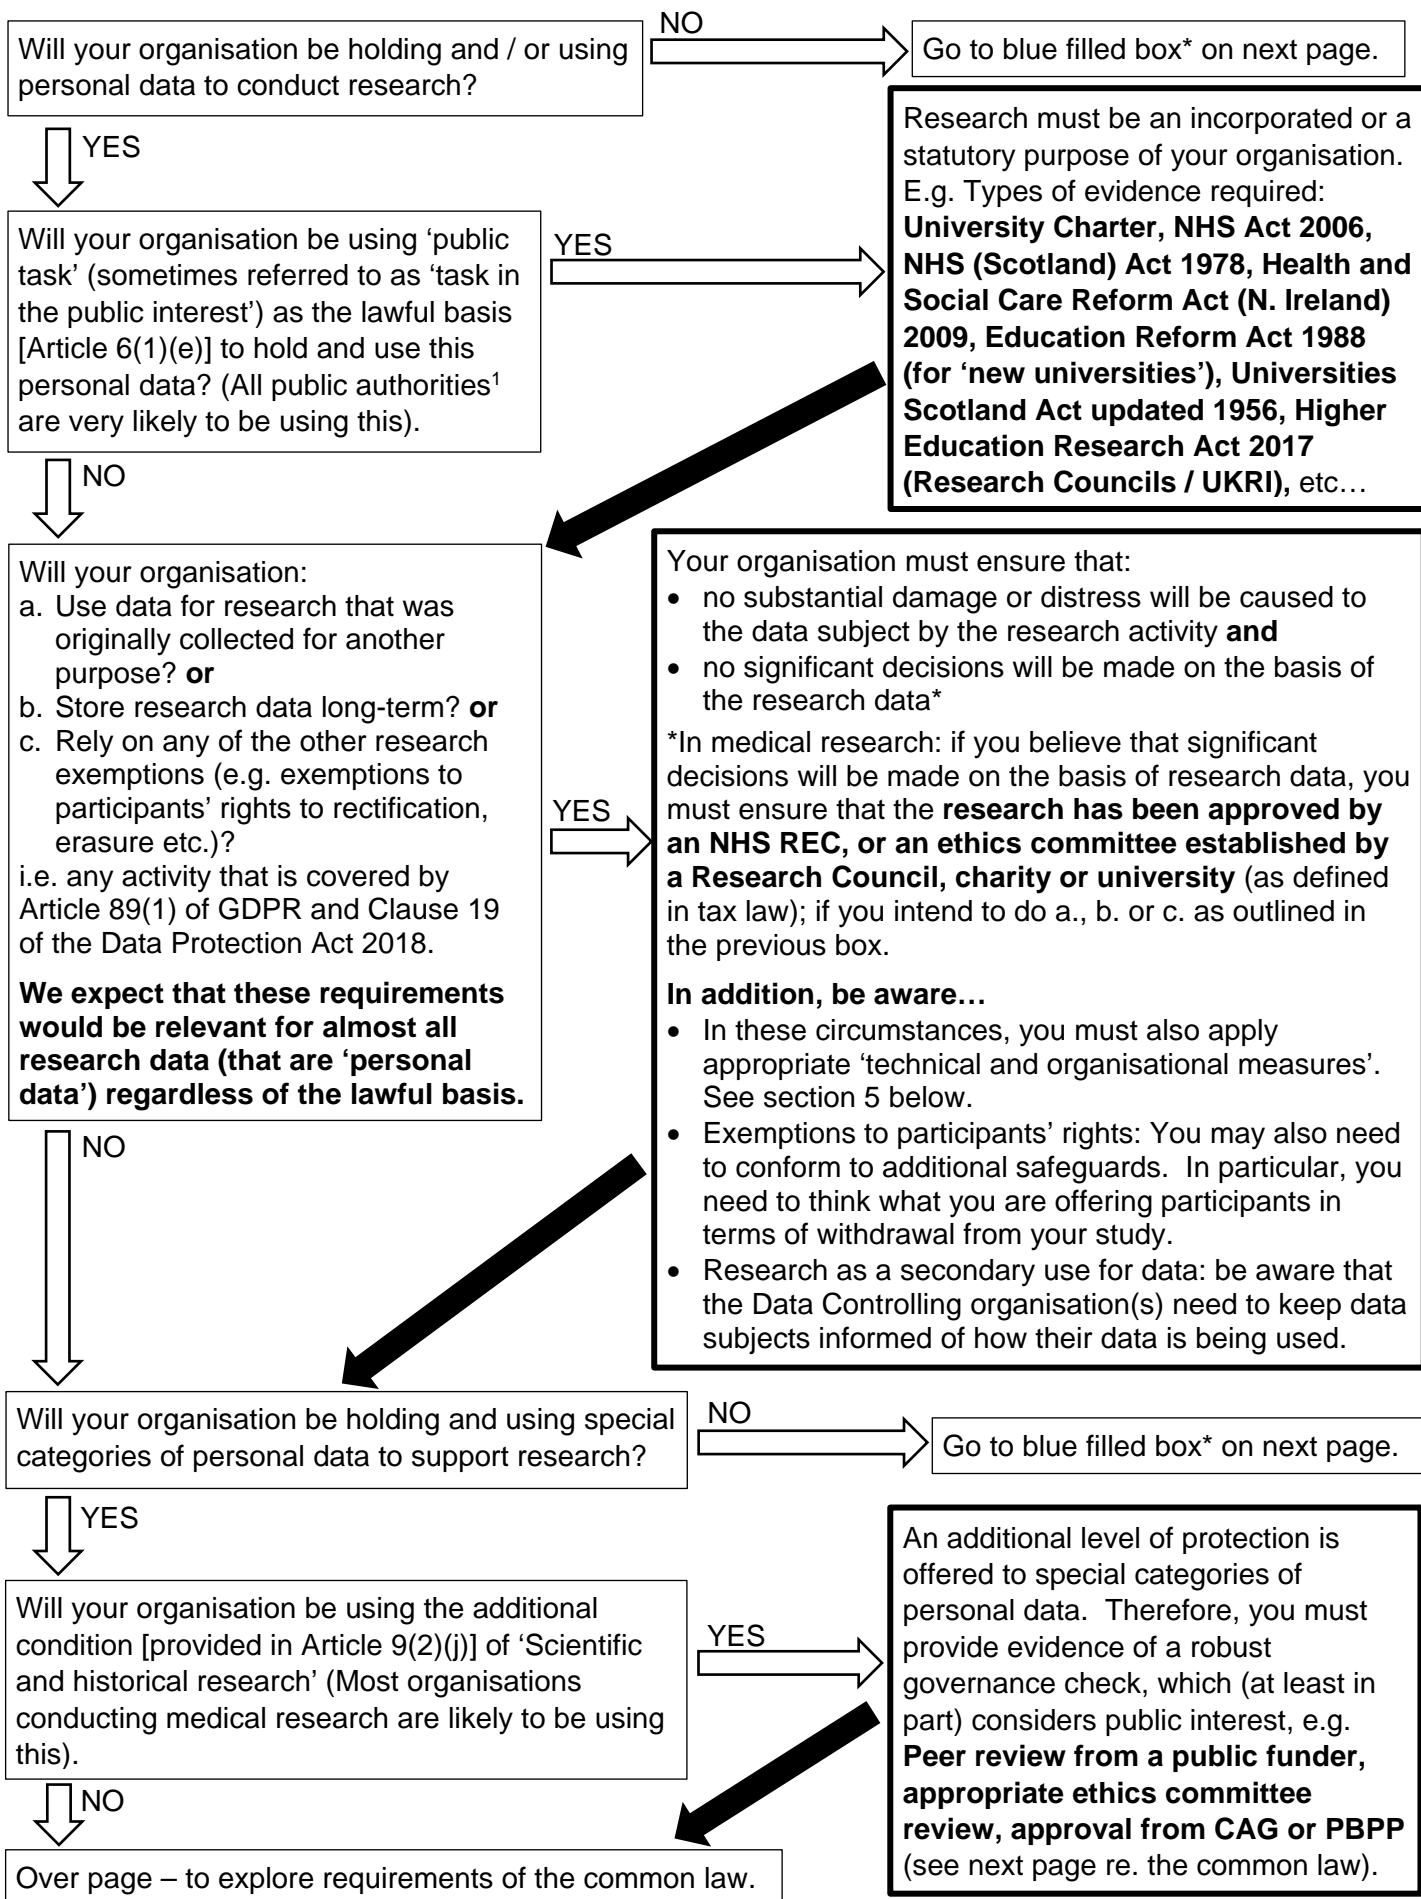 Will your organisation be holding and / or using
personal data to conduct research?
NO
Go to blue filled box* on next page.
YES
Research must be an incorporated or a
statutory purpose of your organisation.
E.g. Types of evidence required:
University Charter, NHS Act 2006,
NHS (Scotland) Act 1978, Health and
Social Care Reform Act (N. Ireland)
2009, Education Reform Act 1988
(for ‘new universities’), Universities
Scotland Act updated 1956, Higher
Education Research Act 2017
(Research Councils / UKRI), etc…
Will your organisation be using ‘public
task’ (sometimes referred to as ‘task in
the public interest’) as the lawful basis
[Article 6(1)(e)] to hold and use this
personal data? (All public authorities1
are very likely to be using this).
YES
NO
Will your organisation:
a. Use data for research that was
originally collected for another
purpose? or
b. Store research data long-term? or
c. Rely on any of the other research
exemptions (e.g. exemptions to
participants’ rights to rectification,
erasure etc.)?
i.e. any activity that is covered by
Article 89(1) of GDPR and Clause 19
of the Data Protection Act 2018.
We expect that these requirements
would be relevant for almost all
research data (that are ‘personal
data’) regardless of the lawful basis.
YES
Your organisation must ensure that:
• no substantial damage or distress will be caused to
the data subject by the research activity and
• no significant decisions will be made on the basis of
the research data*
*In medical research: if you believe that significant
decisions will be made on the basis of research data, you
must ensure that the research has been approved by
an NHS REC, or an ethics committee established by
a Research Council, charity or university (as defined
in tax law); if you intend to do a., b. or c. as outlined in
the previous box.
In addition, be aware…
• In these circumstances, you must also apply
appropriate ‘technical and organisational measures’.
See section 5 below.
• Exemptions to participants’ rights: You may also need
to conform to additional safeguards. In particular, you
need to think what you are offering participants in
terms of withdrawal from your study.
• Research as a secondary use for data: be aware that
the Data Controlling organisation(s) need to keep data
subjects informed of how their data is being used.
NO
Will your organisation be holding and using special
categories of personal data to support research?
NO
Go to blue filled box* on next page.
YES
Will your organisation be using the additional
condition [provided in Article 9(2)(j)] of ‘Scientific
and historical research’ (Most organisations
conducting medical research are likely to be using
this).
YES
An additional level of protection is
offered to special categories of
personal data. Therefore, you must
provide evidence of a robust
governance check, which (at least in
part) considers public interest, e.g.
Peer review from a public funder,
appropriate ethics committee
review, approval from CAG or PBPP
(see next page re. the common law).
NO
Over page – to explore requirements of the common law.